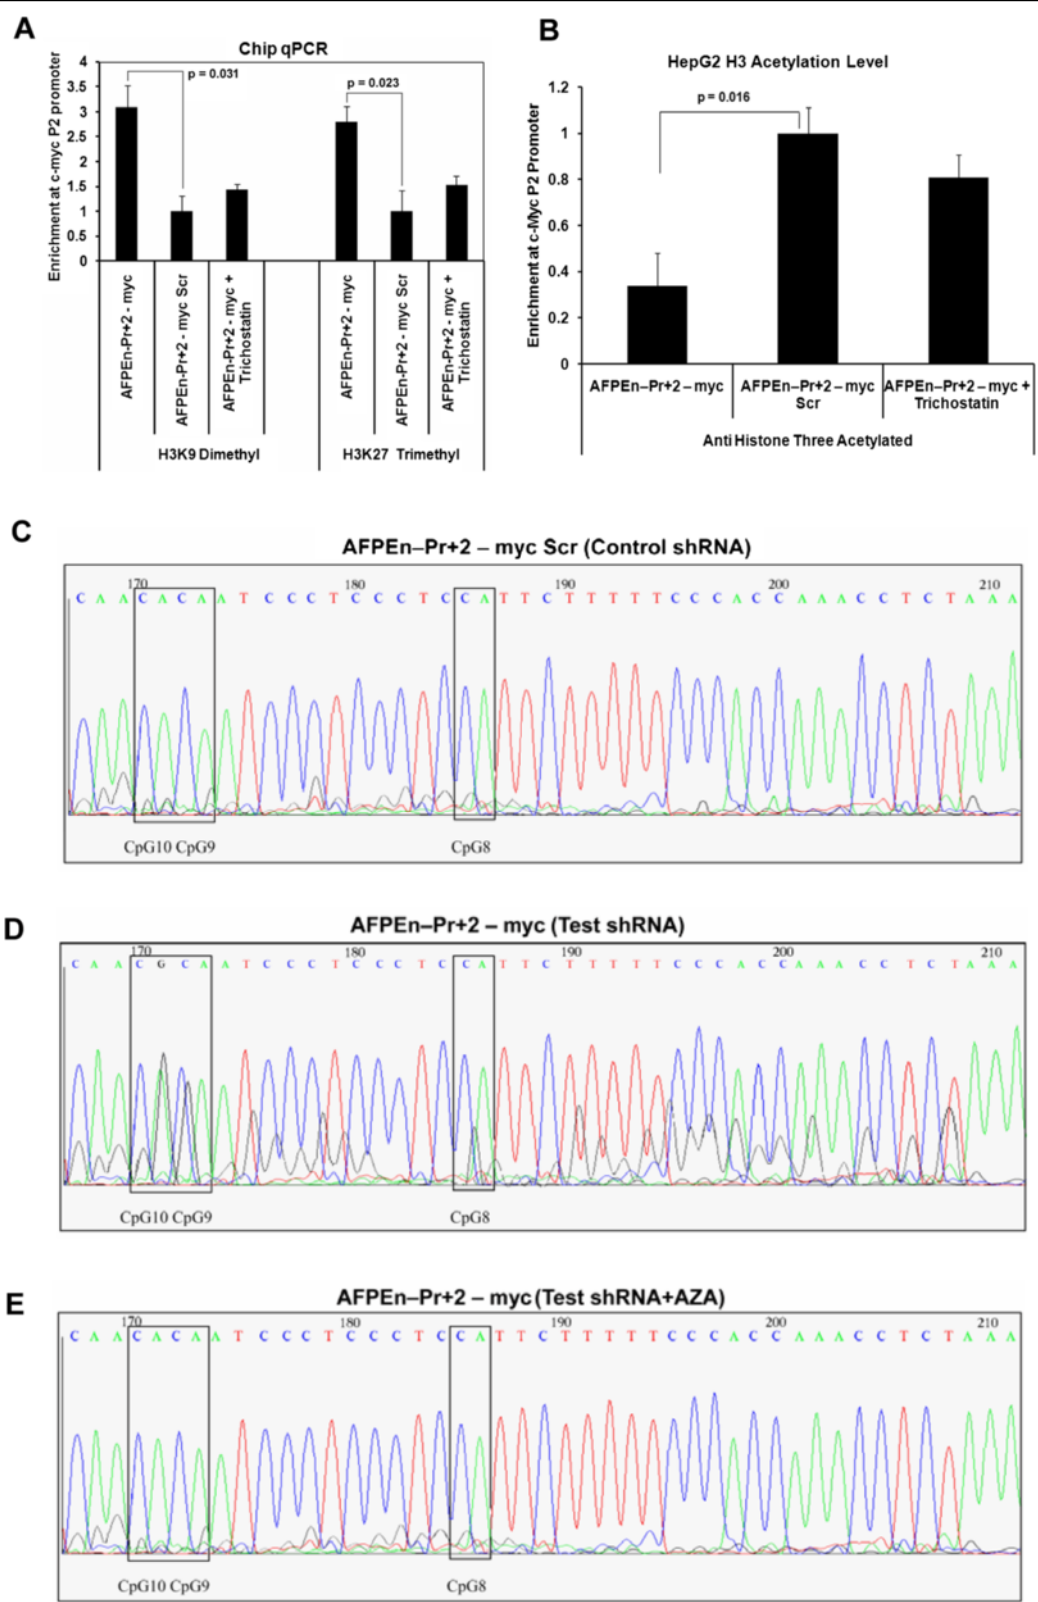 A
Chip qPCR
Enrichment at c-myc P2 promoter
4
3.5
3
2.5
2
1.5
1
0.5
0
p = 0.031
p = 0.023
AFPEn-Pr+2 - myc
AFPEn-Pr+2 - myc Scr
AFPEn-Pr+2 - myc +
Trichostatin
AFPEn-Pr+2 - myc
AFPEn-Pr+2 - myc Scr
AFPEn-Pr+2 - myc +
Trichostatin
H3K9 Dimethyl
H3K27 Trimethyl
B
HepG2 H3 Acetylation Level
Enrichment at c-Myc P2 Promoter
1.2
1
0.8
0.6
0.4
0.2
0
p = 0.016
AFPEn–Pr+2 – myc
AFPEn–Pr+2 – myc
Scr
AFPEn–Pr+2 – myc +
Trichostatin
Anti Histone Three Acetylated
C
AFPEn–Pr+2 – myc Scr (Control shRNA)
170 180 190 200 210
C A A C A C A A T C C C T C C C T C C A T T C T T T T T C C C A C C A A A C C T C T A A A
CpG10 CpG9 CpG8
D
AFPEn–Pr+2 – myc (Test shRNA)
170 180 190 200 210
C A A C G C A A T C C C T C C C T C C A T T C T T T T T C C C A C C A A A C C T C T A A A
CpG10 CpG9 CpG8
E
AFPEn–Pr+2 – myc (Test shRNA+AZA)
170 180 190 200 210
C A A C A C A A T C C C T C C C T C C A T T C T T T T T C C C A C C A A A C C T C T A A A
CpG10 CpG9 CpG8